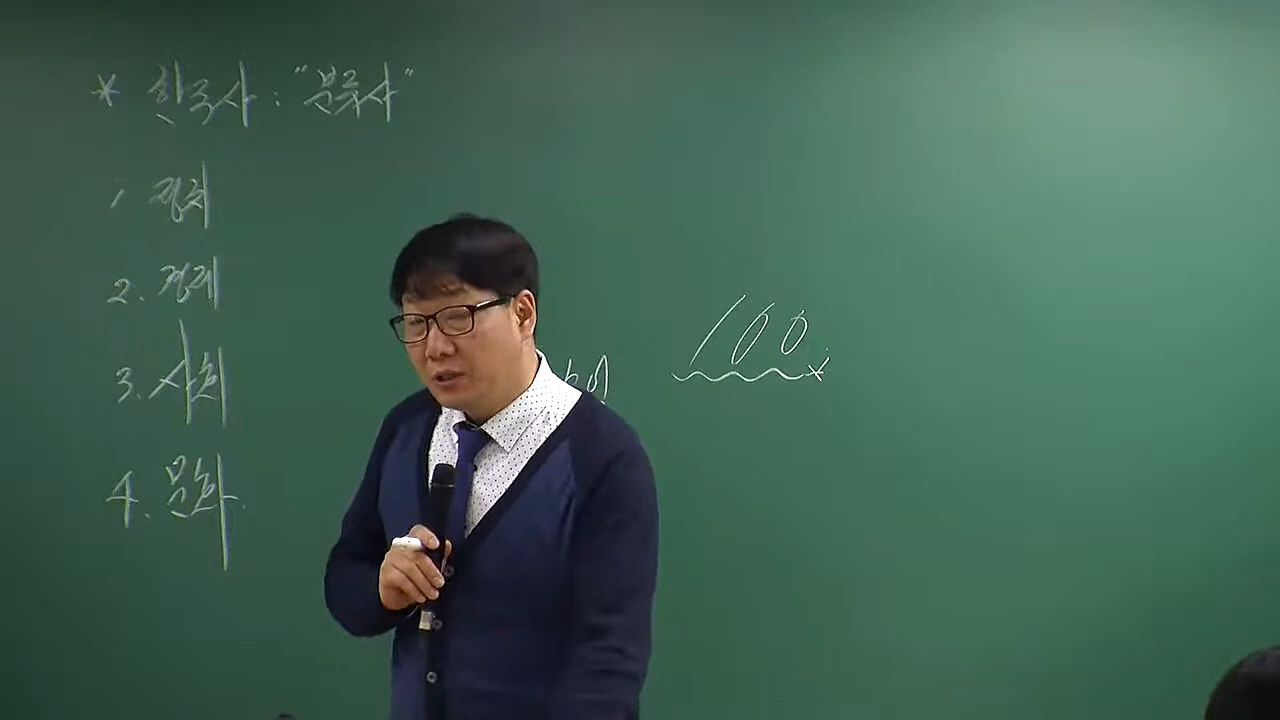 * 한국사 : "분류사"
1. 정치
2. 경제
3. 사회
4. 문화
100